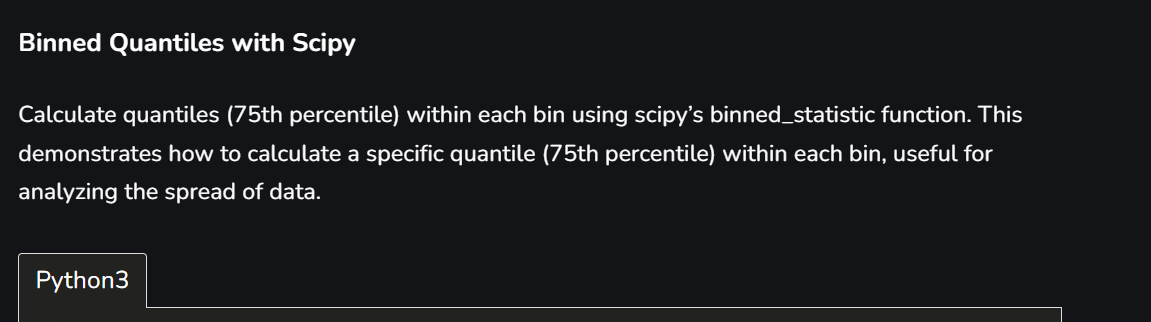 Binned Quantiles with Scipy
Calculate quantiles (75th percentile) within each bin using scipy’s binned_statistic function. This
demonstrates how to calculate a specific quantile (75th percentile) within each bin, useful for
analyzing the spread of data.
Python3